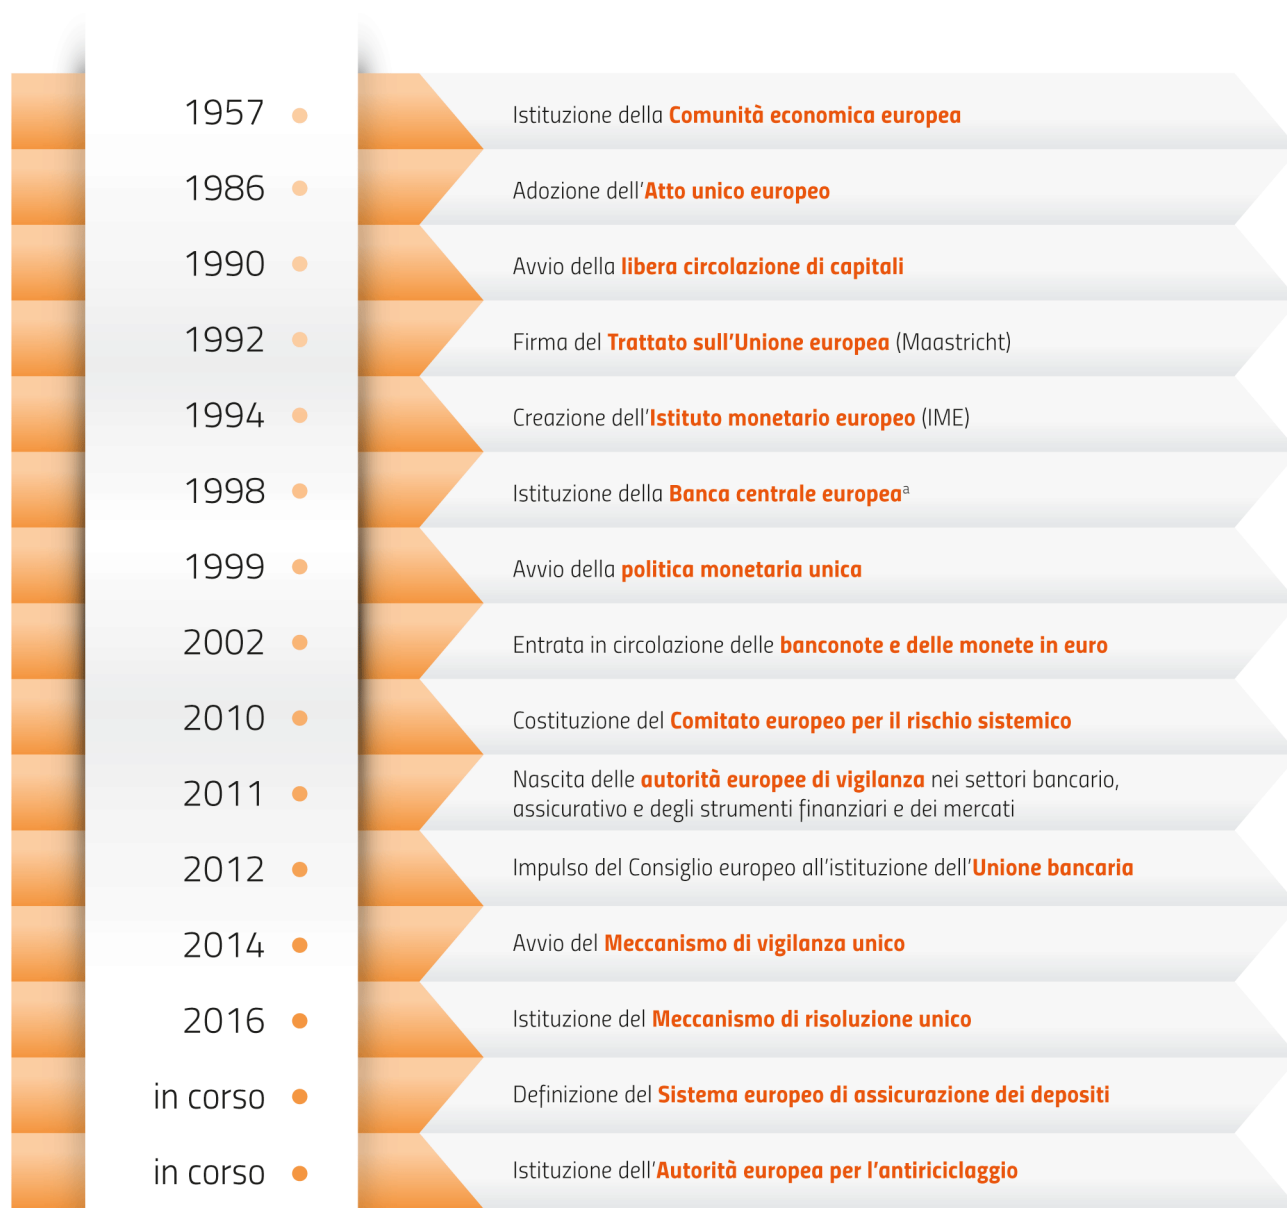 1957 Istituzione della Comunità economica europea
1986 Adozione dell’Atto unico europeo
1990 Avvio della libera circolazione di capitali
1992 Firma del Trattato sull’Unione europea (Maastricht)
1994 Creazione dell’Istituto monetario europeo (IME)
1998 Istituzione della Banca centrale europeaᵃ
1999 Avvio della politica monetaria unica
2002 Entrata in circolazione delle banconote e delle monete in euro
2010 Costituzione del Comitato europeo per il rischio sistemico
2011 Nascita delle autorità europee di vigilanza nei settori bancario,
assicurativo e degli strumenti finanziari e dei mercati
2012 Impulso del Consiglio europeo all’istituzione dell’Unione bancaria
2014 Avvio del Meccanismo di vigilanza unico
2016 Istituzione del Meccanismo di risoluzione unico
in corso Definizione del Sistema europeo di assicurazione dei depositi
in corso Istituzione dell’Autorità europea per l’antiriciclaggio